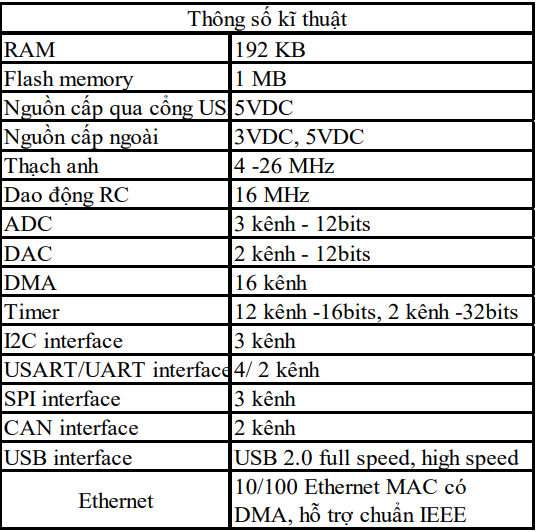 Thông số kĩ thuật
RAM 192 KB
Flash memory 1 MB
Nguồn cấp qua cổng US 5VDC
Nguồn cấp ngoài 3VDC, 5VDC
Thạch anh 4 -26 MHz
Dao động RC 16 MHz
ADC 3 kênh - 12bits
DAC 2 kênh - 12bits
DMA 16 kênh
Timer 12 kênh -16bits, 2 kênh -32bits
I2C interface 3 kênh
USART/UART interface 4/ 2 kênh
SPI interface 3 kênh
CAN interface 2 kênh
USB interface USB 2.0 full speed, high speed
Ethernet 10/100 Ethernet MAC có
DMA, hỗ trợ chuẩn IEEE